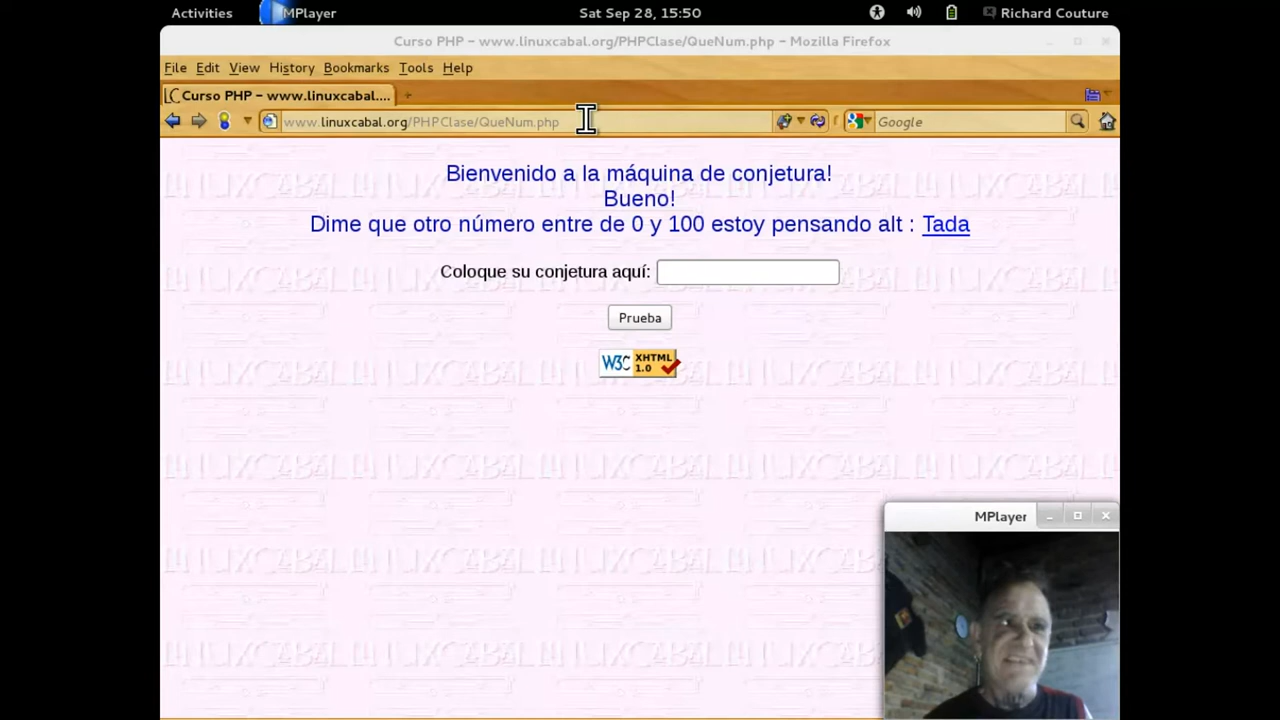 Activities MPlayer Sat Sep 28, 15:50 Richard Couture
Curso PHP - www.linuxcabal.org/PHPClase/QueNum.php - Mozilla Firefox
File Edit View History Bookmarks Tools Help
Curso PHP - www.linuxcabal....
www.linuxcabal.org/PHPClase/QueNum.php Google
Bienvenido a la máquina de conjetura!
Bueno!
Dime que otro número entre de 0 y 100 estoy pensando alt : Tada
Coloque su conjetura aquí:
Prueba
W3C XHTML 1.0
MPlayer
LINUXCABAL